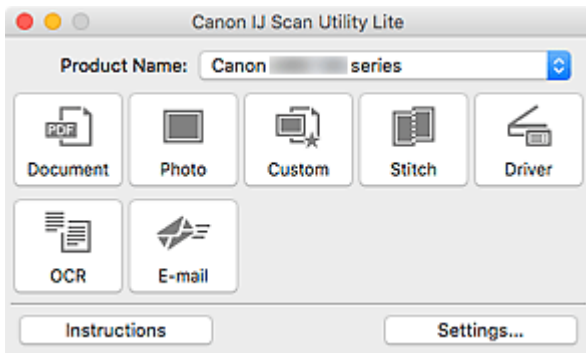 Canon IJ Scan Utility Lite
Product Name: Canon series
PDF
Document Photo Custom Stitch Driver
OCR E-mail
Instructions Settings...